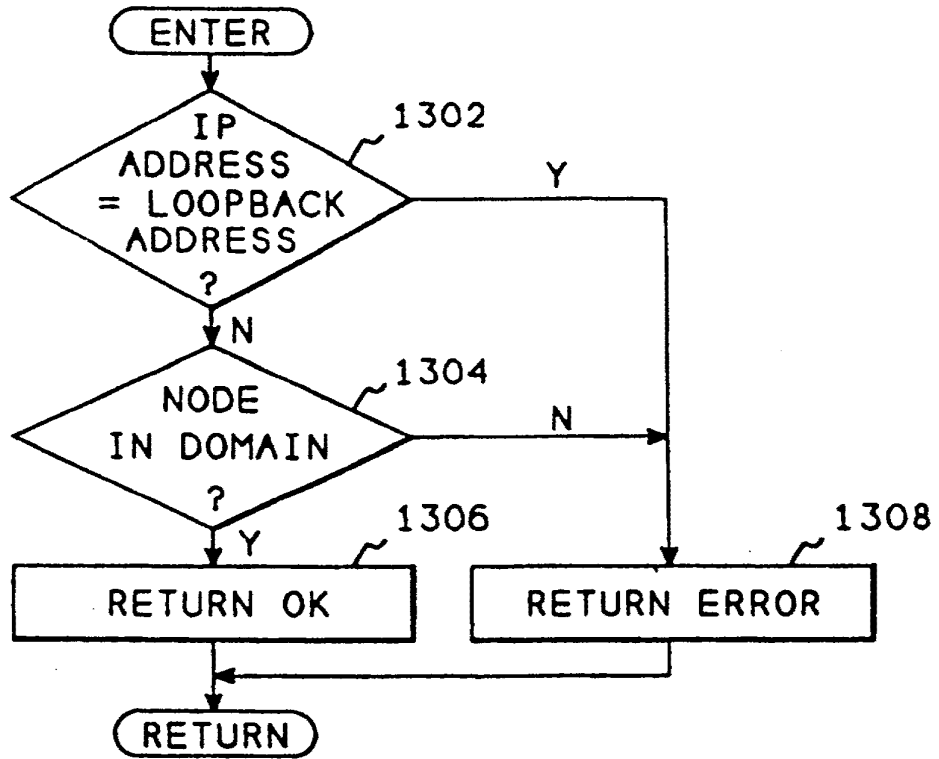 ENTER
1302
IP
ADDRESS
= LOOPBACK
ADDRESS
?
Y
N
1304
NODE
IN DOMAIN
?
N
Y
1306
RETURN OK
1308
RETURN ERROR
RETURN